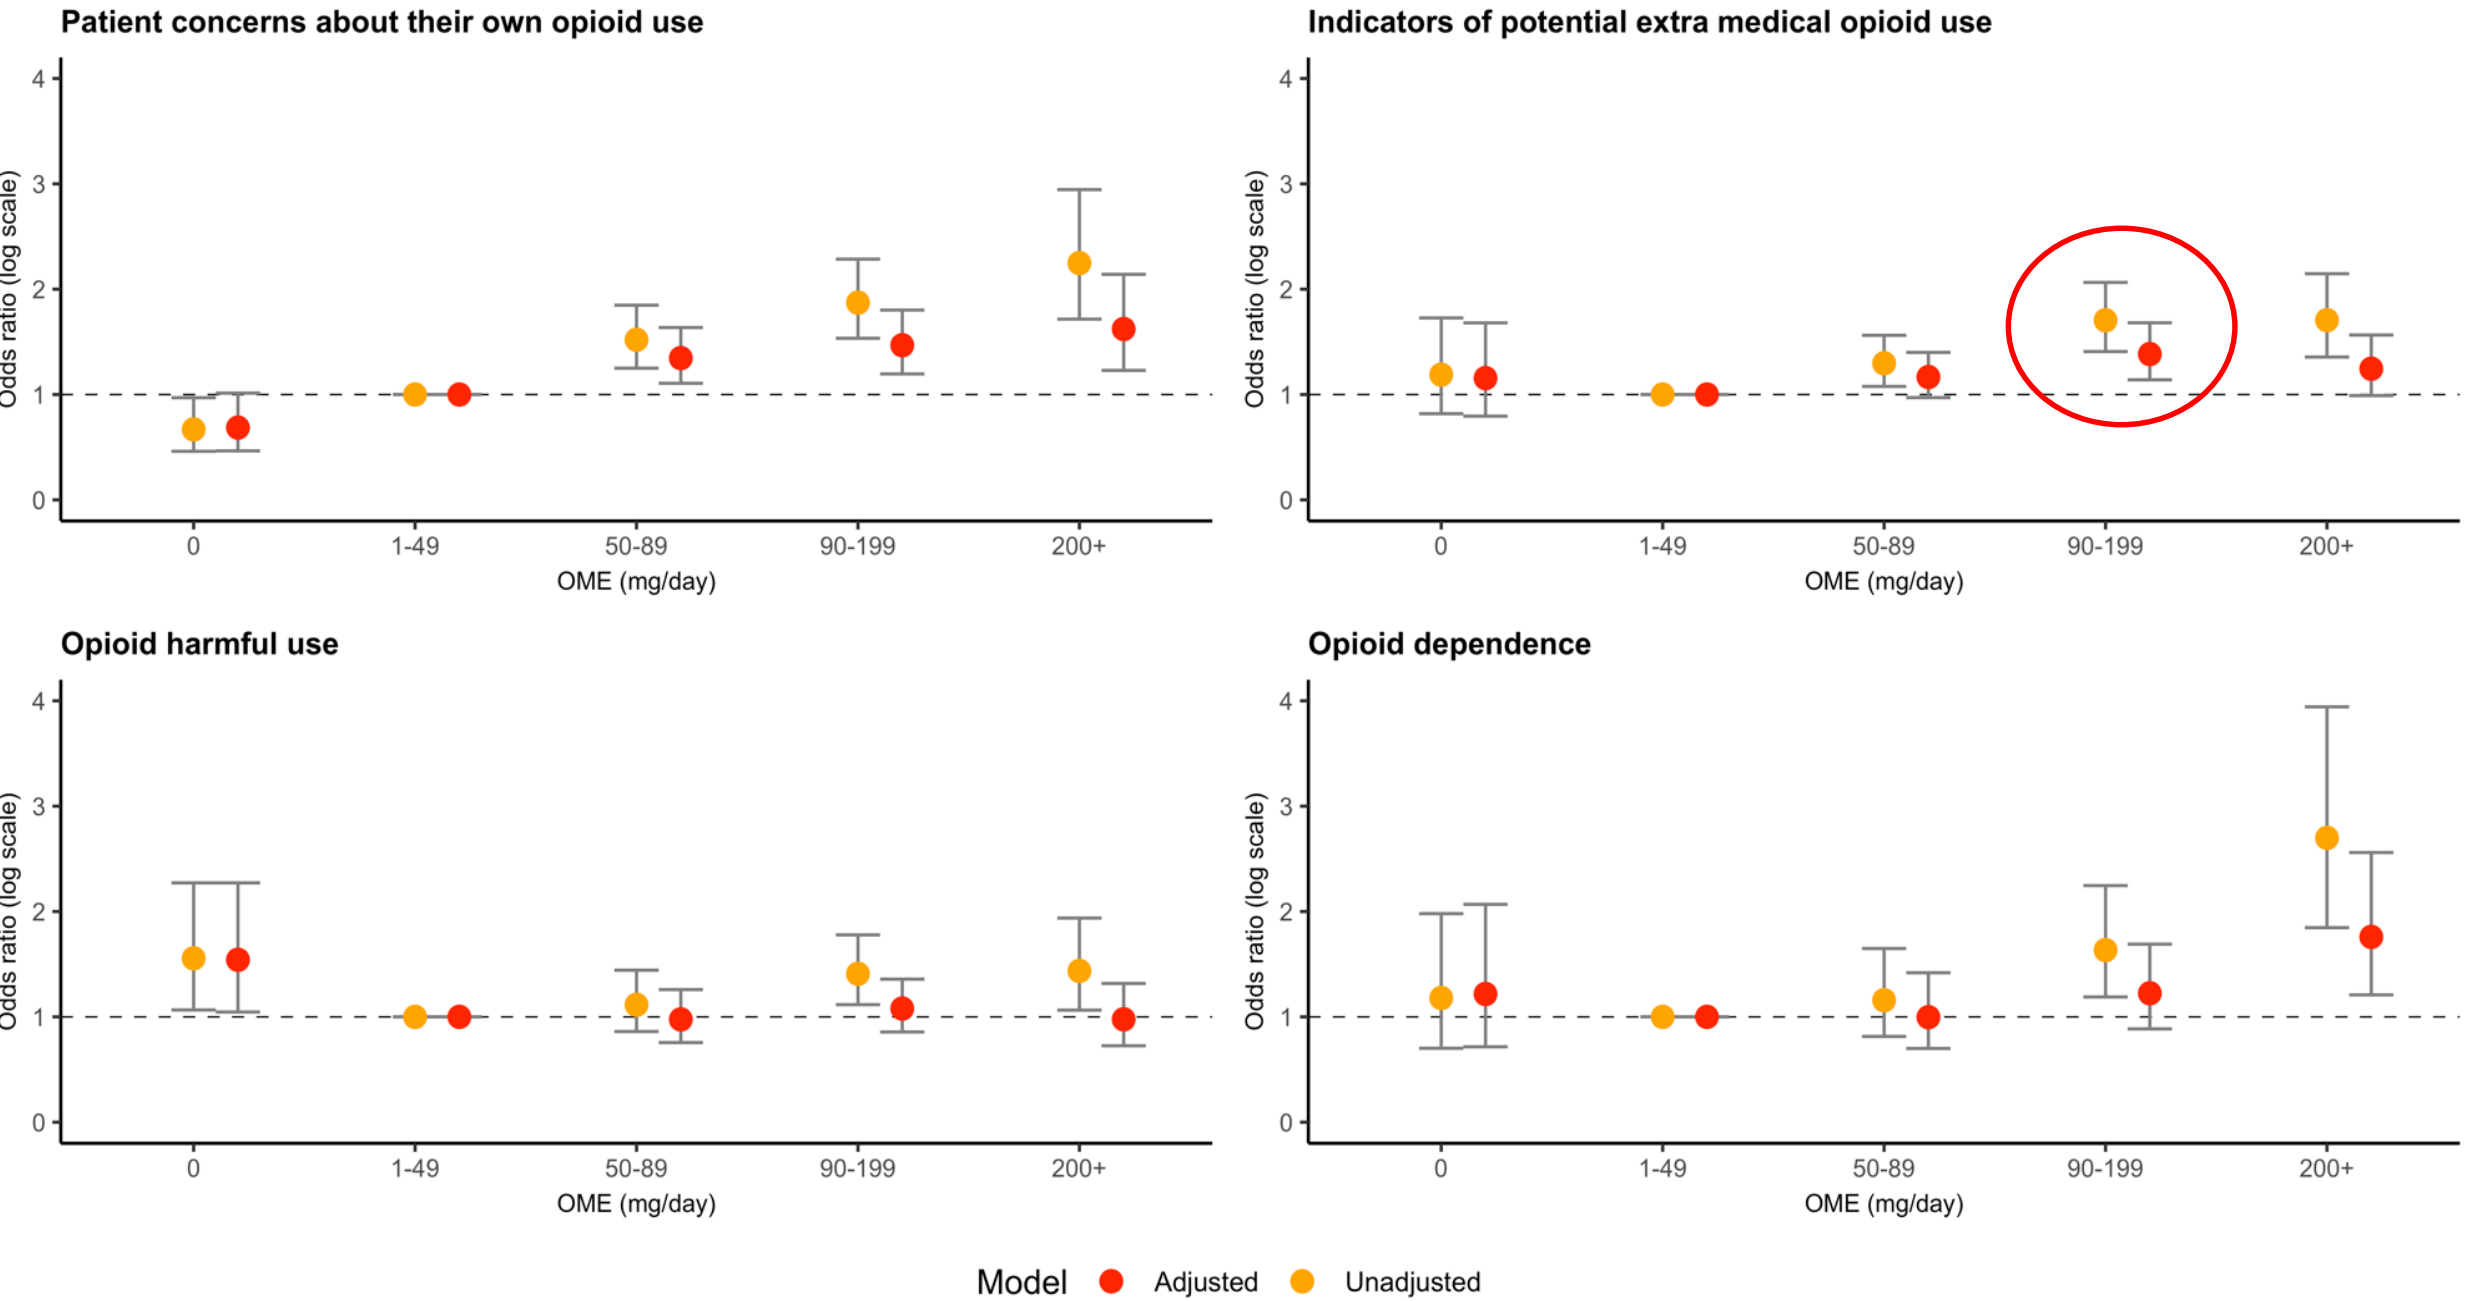 Patient concerns about their own opioid use
Odds ratio (log scale)
4
3
2
1
0
0 1-49 50-89 90-199 200+
OME (mg/day)
Indicators of potential extra medical opioid use
Odds ratio (log scale)
4
3
2
1
0
0 1-49 50-89 90-199 200+
OME (mg/day)
Opioid harmful use
Odds ratio (log scale)
4
3
2
1
0
0 1-49 50-89 90-199 200+
OME (mg/day)
Opioid dependence
Odds ratio (log scale)
4
3
2
1
0
0 1-49 50-89 90-199 200+
OME (mg/day)
Model Adjusted Unadjusted